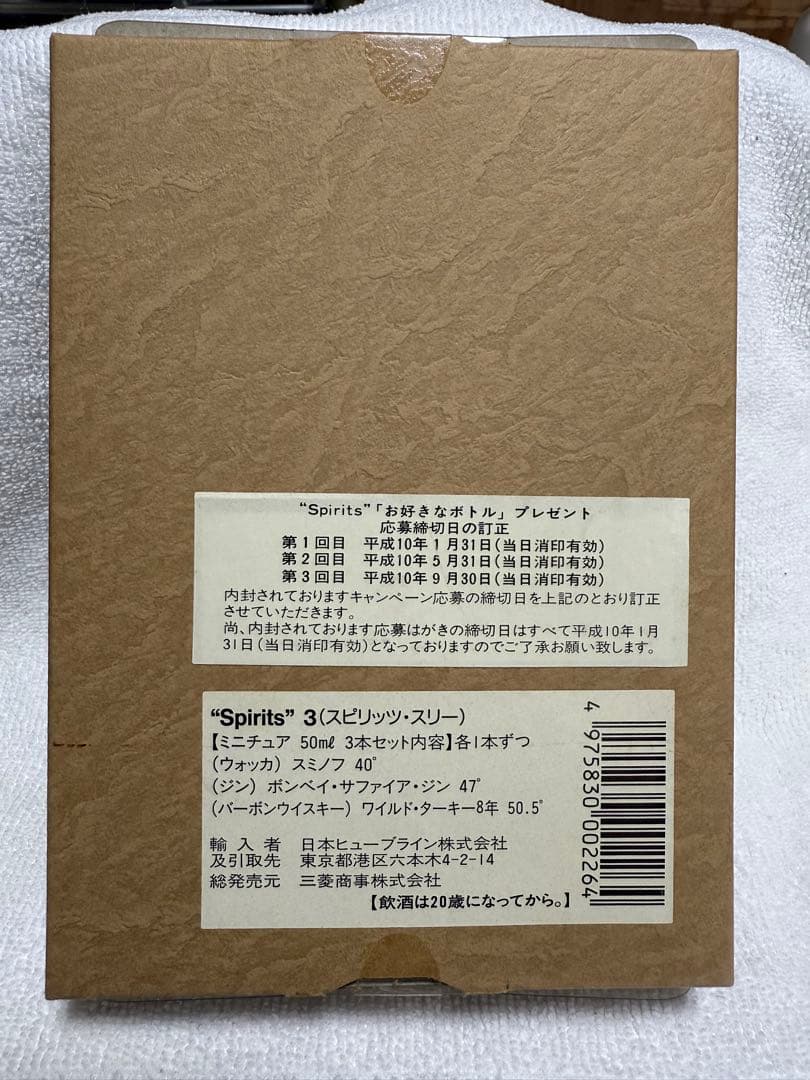 “Spirits”「お好きなボトル」プレゼント
応募締切日の訂正
第1回目 平成10年1月31日(当日消印有効)
第2回目 平成10年5月31日(当日消印有効)
第3回目 平成10年9月30日(当日消印有効)
内封されておりますキャンペーン応募の締切日を上記のとおり訂正
させていただきます。
尚、内封されております応募はがきの締切日はすべて平成10年1月
31日(当日消印有効)となっておりますのでご了承お願い致します。
“Spirits” 3(スピリッツ・スリー)
【ミニチュア 50mℓ 3本セット内容】各1本ずつ
(ウォッカ) スミノフ 40°
(ジン) ボンベイ・サファイア・ジン 47°
(バーボンウイスキー) ワイルド・ターキー8年 50.5°
輸入者 日本ヒューブライン株式会社
及引取先 東京都港区六本木4-2-14
総発売元 三菱商事株式会社
【飲酒は20歳になってから。】
4 975830 002264